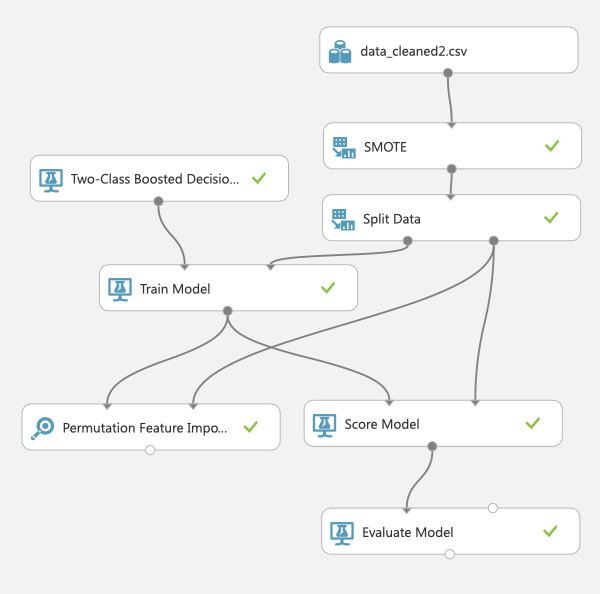 data_cleaned2.csv
SMOTE
Two-Class Boosted Decisio...
Split Data
Train Model
Permutation Feature Impo...
Score Model
Evaluate Model